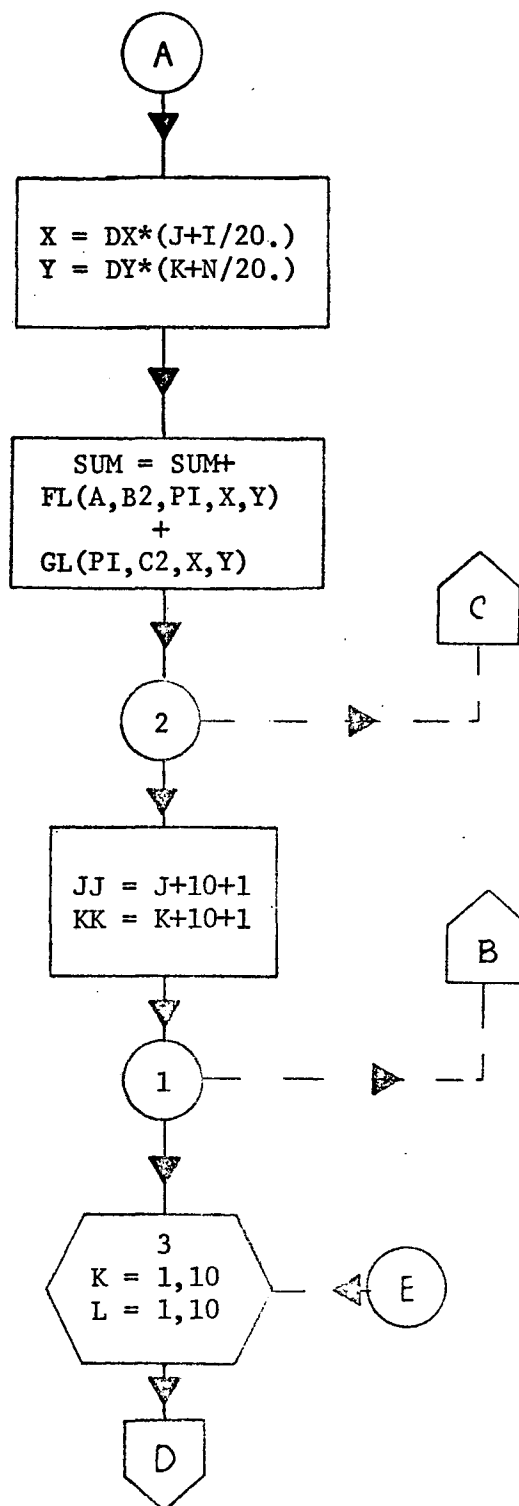 A
X = DX*(J+I/20.)
Y = DY*(K+N/20.)
SUM = SUM+
FL(A,B2,PI,X,Y)
+
GL(PI,C2,X,Y)
C
2
JJ = J+10+1
KK = K+10+1
B
1
3
K = 1,10
L = 1,10
E
D